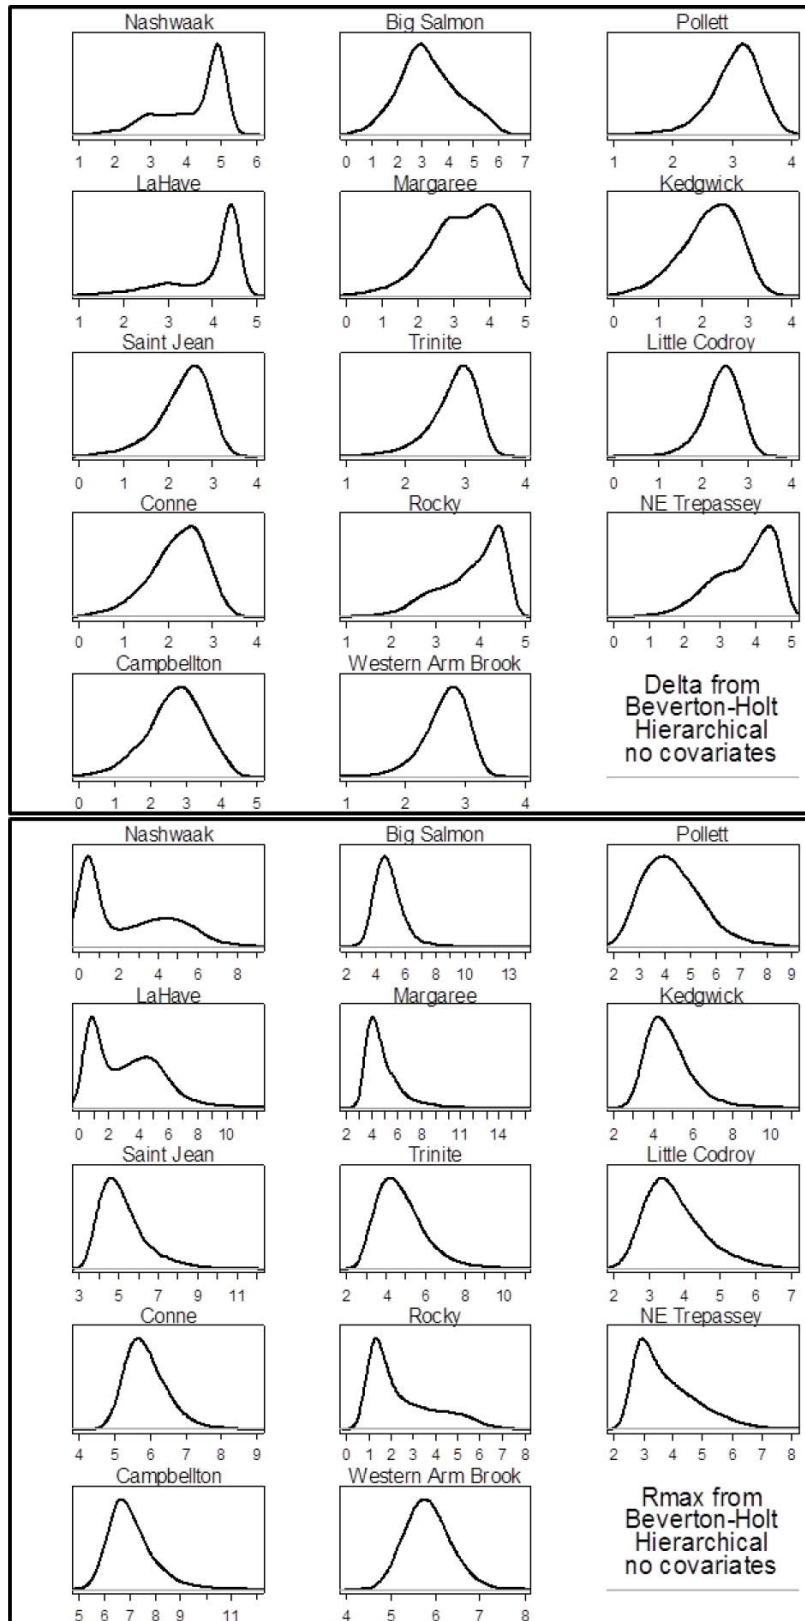 Nashwaak Big Salmon Pollett
1 2 3 4 5 6 0 1 2 3 4 5 6 7 1 2 3 4
LaHave Margaree Kedgwick
1 2 3 4 5 0 1 2 3 4 5 0 1 2 3 4
Saint Jean Trinite Little Codroy
0 1 2 3 4 1 2 3 4 0 1 2 3 4
Conne Rocky NE Trepassey
0 1 2 3 4 1 2 3 4 5 0 1 2 3 4 5
Campbellton Western Arm Brook
0 1 2 3 4 5 1 2 3 4
Delta from
Beverton-Holt
Hierarchical
no covariates
Nashwaak Big Salmon Pollett
0 2 4 6 8 2 4 6 8 10 13 2 3 4 5 6 7 8 9
LaHave Margaree Kedgwick
0 2 4 6 8 10 2 4 6 8 11 14 2 4 6 8 10
Saint Jean Trinite Little Codroy
3 5 7 9 11 2 4 6 8 10 2 3 4 5 6 7
Conne Rocky NE Trepassey
4 5 6 7 8 9 0 1 2 3 4 5 6 7 8 2 3 4 5 6 7 8
Campbellton Western Arm Brook
5 6 7 8 9 11 4 5 6 7 8
Rmax from
Beverton-Holt
Hierarchical
no covariates